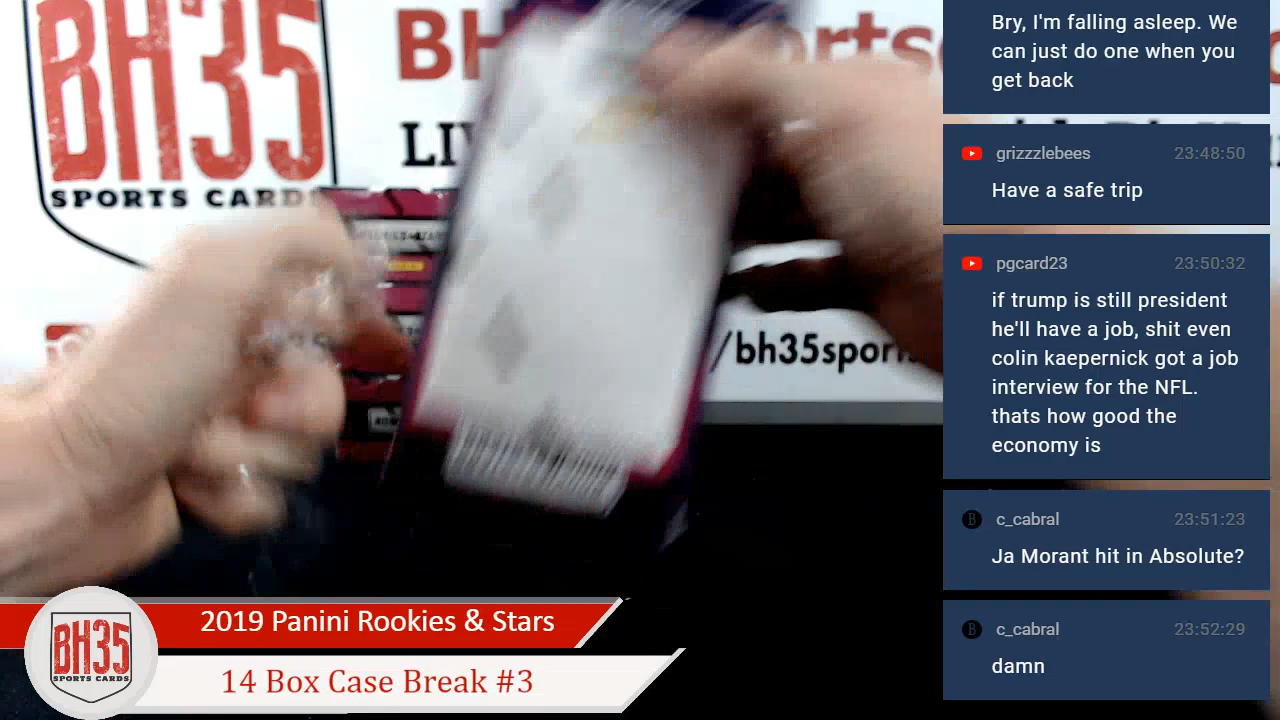 BH35
SPORTS CARDS
BH
LIV
/bh35sports
Bry, I'm falling asleep. We
can just do one when you
get back
grizzzlebees 23:48:50
Have a safe trip
pgcard23 23:50:32
if trump is still president
he'll have a job, shit even
colin kaepernick got a job
interview for the NFL.
thats how good the
economy is
c_cabral 23:51:23
Ja Morant hit in Absolute?
c_cabral 23:52:29
damn
BH35
SPORTS CARDS
2019 Panini Rookies & Stars
14 Box Case Break #3